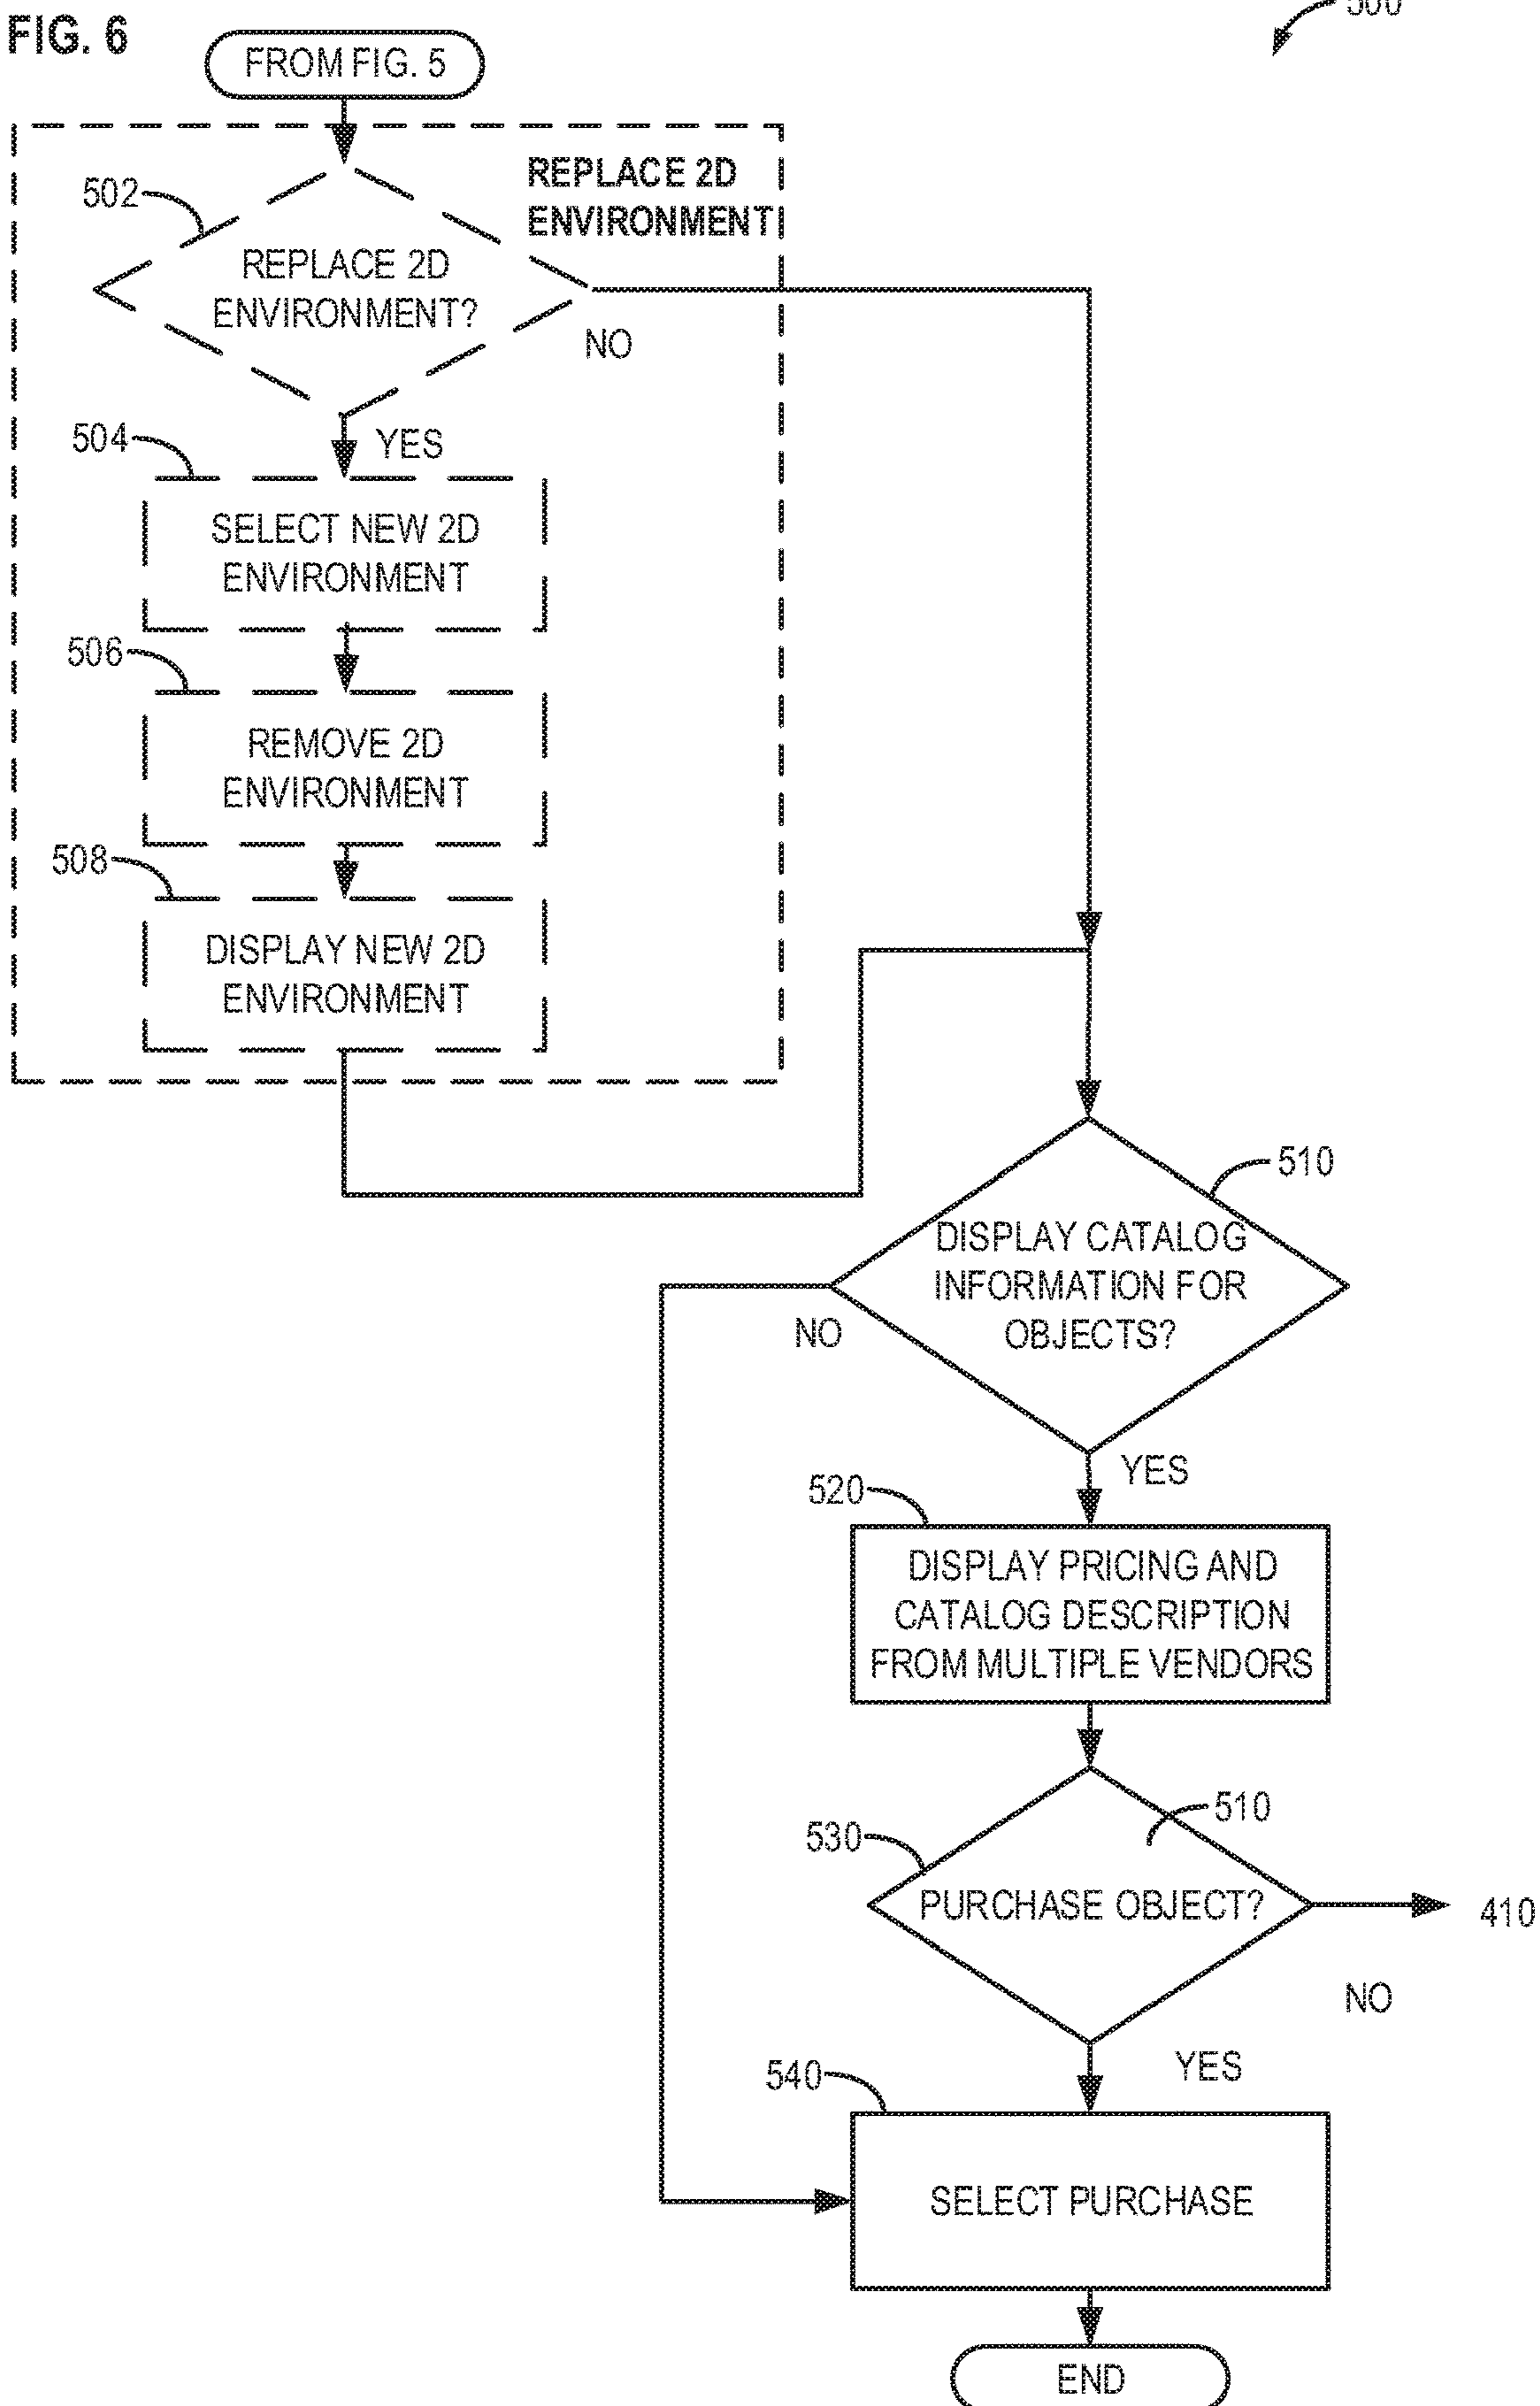 FIG. 6
500
FROM FIG. 5
502
REPLACE 2D
ENVIRONMENT
REPLACE 2D
ENVIRONMENT?
NO
YES
504
SELECT NEW 2D
ENVIRONMENT
506
REMOVE 2D
ENVIRONMENT
508
DISPLAY NEW 2D
ENVIRONMENT
510
DISPLAY CATALOG
INFORMATION FOR
OBJECTS?
NO
YES
520
DISPLAY PRICING AND
CATALOG DESCRIPTION
FROM MULTIPLE VENDORS
510
530
PURCHASE OBJECT?
410
NO
YES
540
SELECT PURCHASE
END